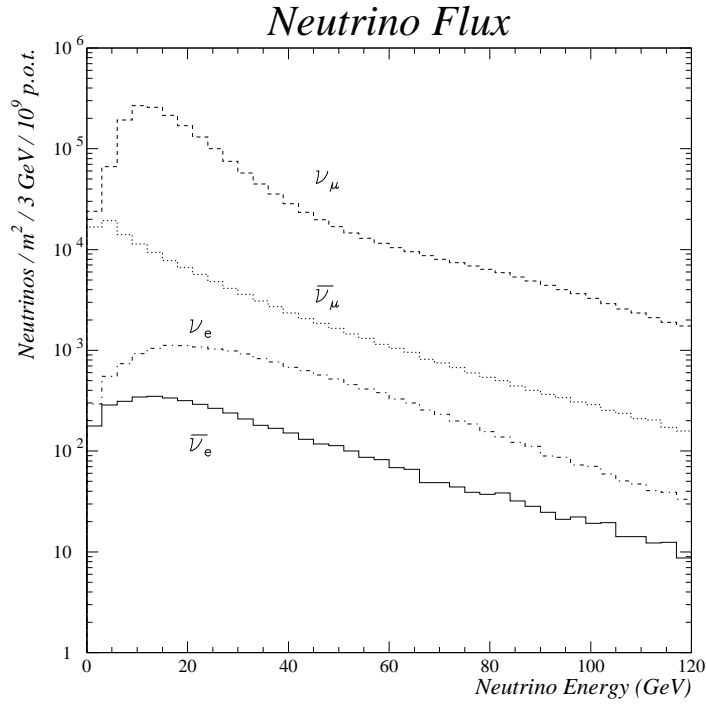 Neutrino Flux
Neutrinos / m² / 3 GeV / 10⁹ p.o.t.
10⁶
10⁵
10⁴
10³
10²
10
1
ν_μ
ν̅_μ
ν_e
ν̅_e
0 20 40 60 80 100 120
Neutrino Energy (GeV)